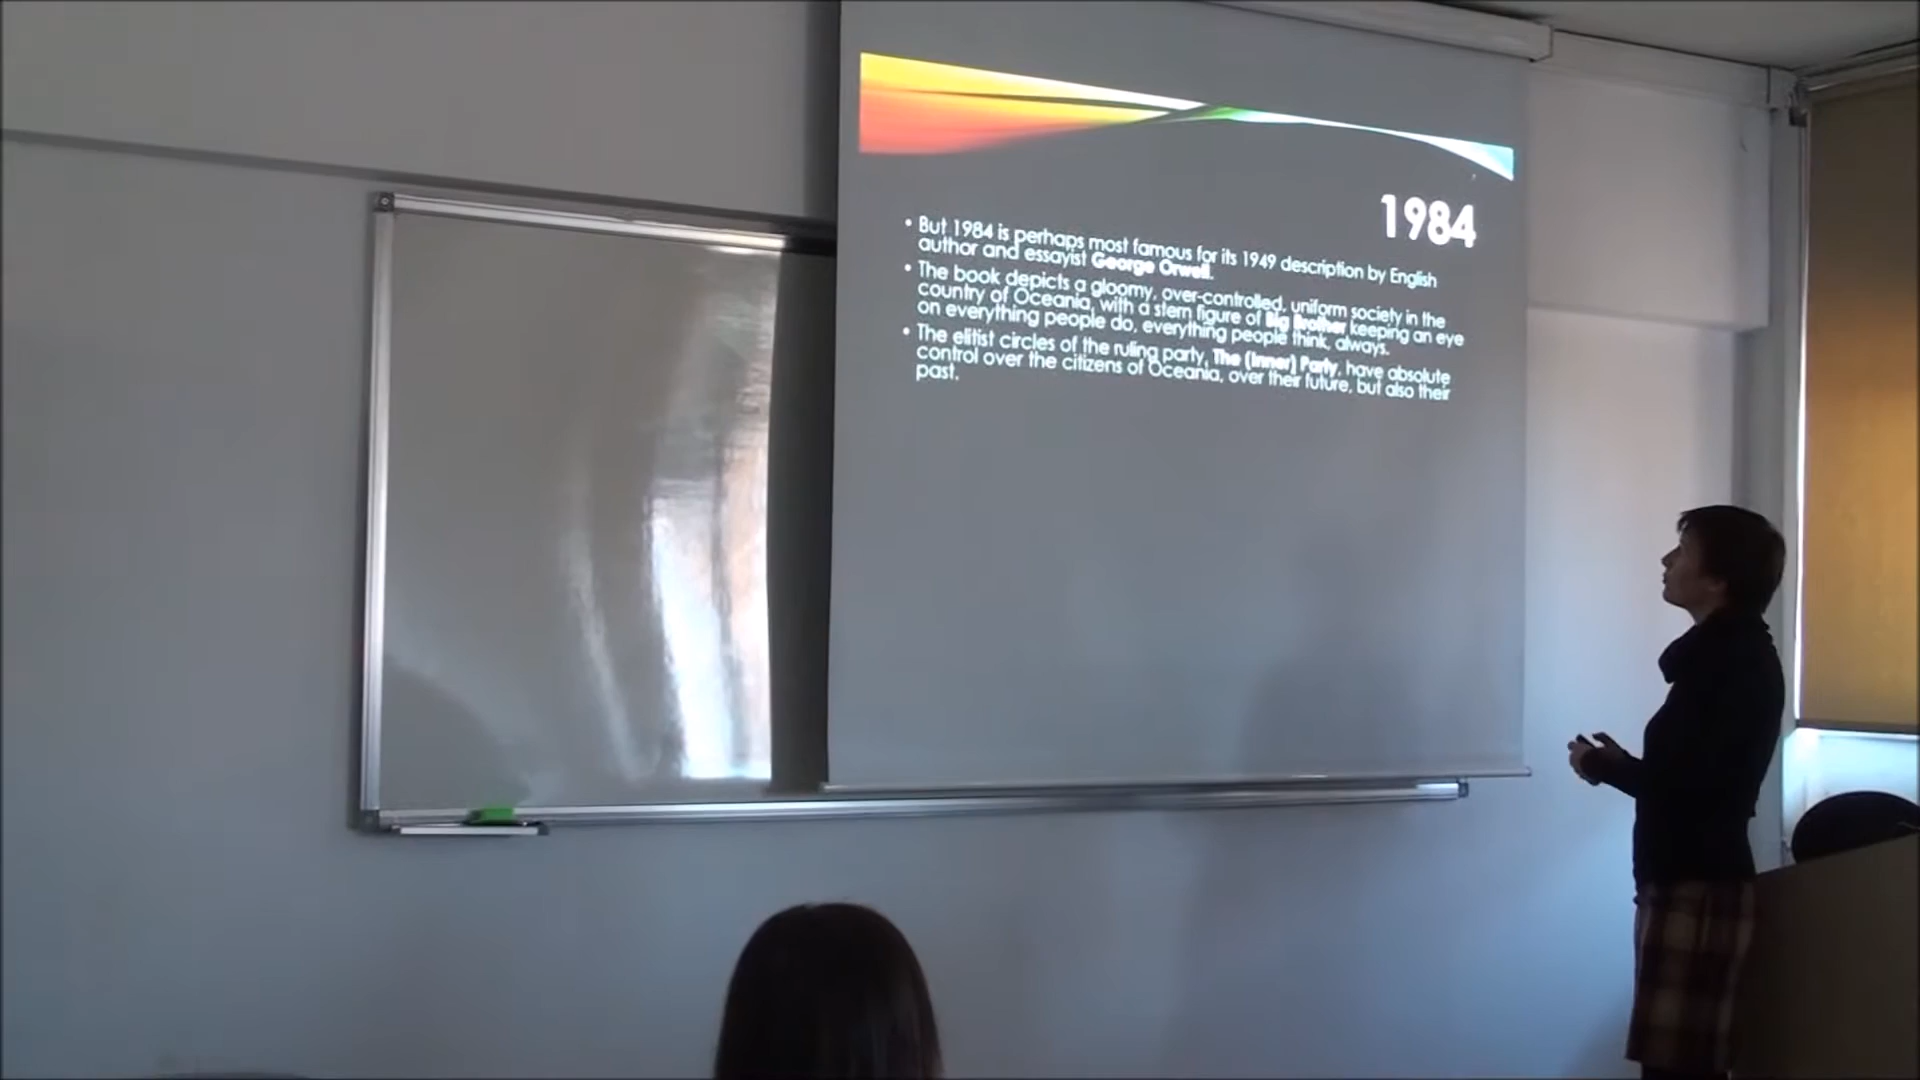 1984
• But 1984 is perhaps most famous for its 1949 description by English
author and essayist George Orwell.
• The book depicts a gloomy, over-controlled, uniform society in the
country of Oceania, with a stern figure of Big Brother keeping an eye
on everything people do, everything people think, always.
• The elitist circles of the ruling party, The (Inner) Party, have absolute
control over the citizens of Oceania, over their future, but also their
past.